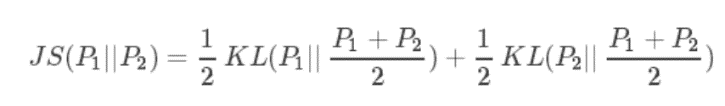 JS(P₁||P₂) = 1/2 KL(P₁|| (P₁ + P₂)/2) + 1/2 KL(P₂|| (P₁ + P₂)/2)